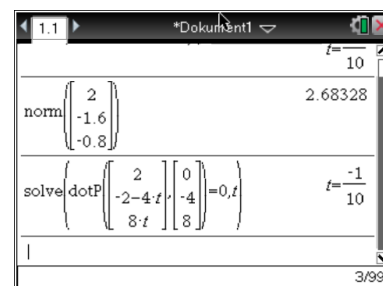 1.1 *Dokument1
t=
10
norm([2 -1.6 -0.8]) 2.68328
solve(dotP([2 -2-4·t 8·t],[0 -4 8])=0,t) t=-1/10
3/99